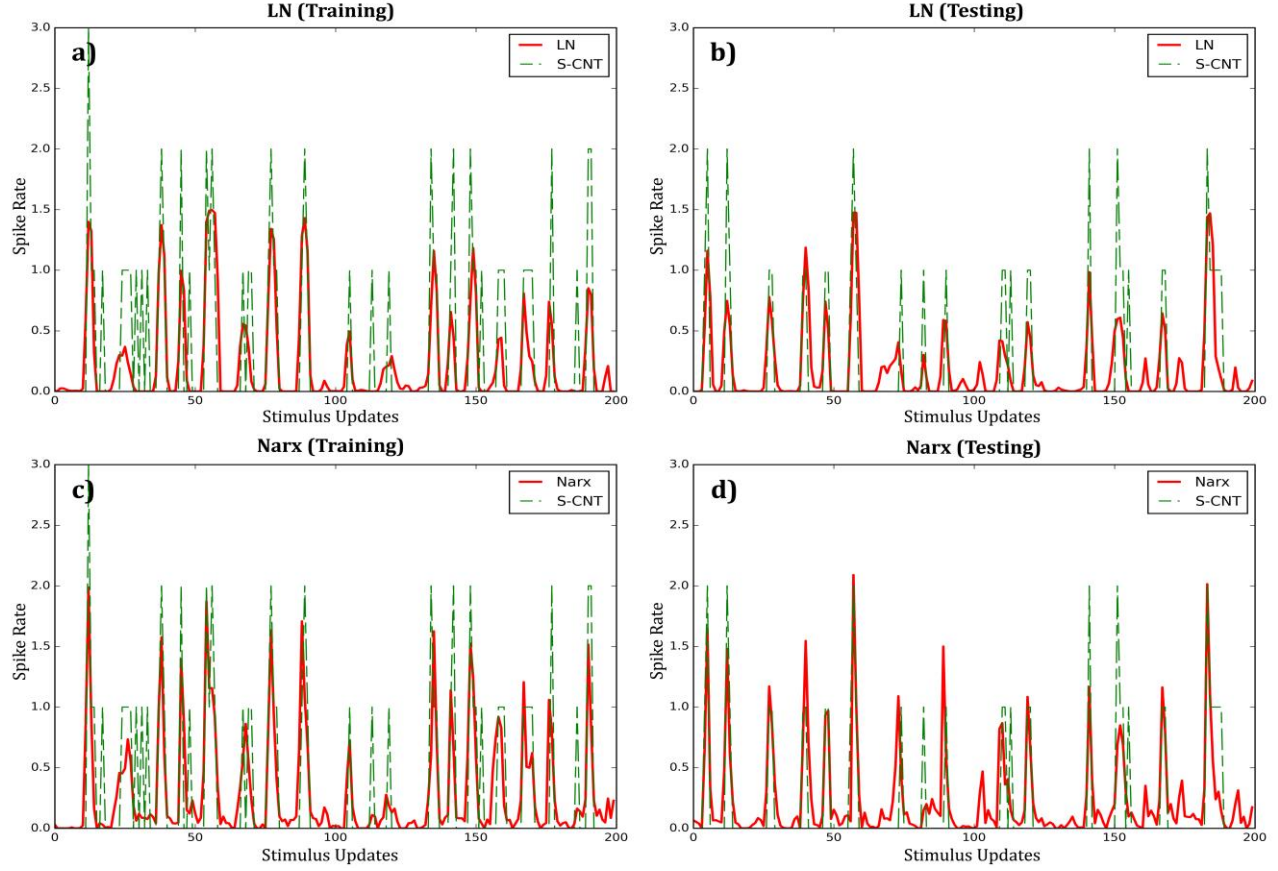 LN (Training)
a)
LN
S-CNT
3.0
2.5
2.0
1.5
1.0
0.5
0.0
Spike Rate
0 50 100 150 200
Stimulus Updates
LN (Testing)
b)
LN
S-CNT
3.0
2.5
2.0
1.5
1.0
0.5
0.0
Spike Rate
0 50 100 150 200
Stimulus Updates
Narx (Training)
c)
Narx
S-CNT
3.0
2.5
2.0
1.5
1.0
0.5
0.0
Spike Rate
0 50 100 150 200
Stimulus Updates
Narx (Testing)
d)
Narx
S-CNT
3.0
2.5
2.0
1.5
1.0
0.5
0.0
Spike Rate
0 50 100 150 200
Stimulus Updates